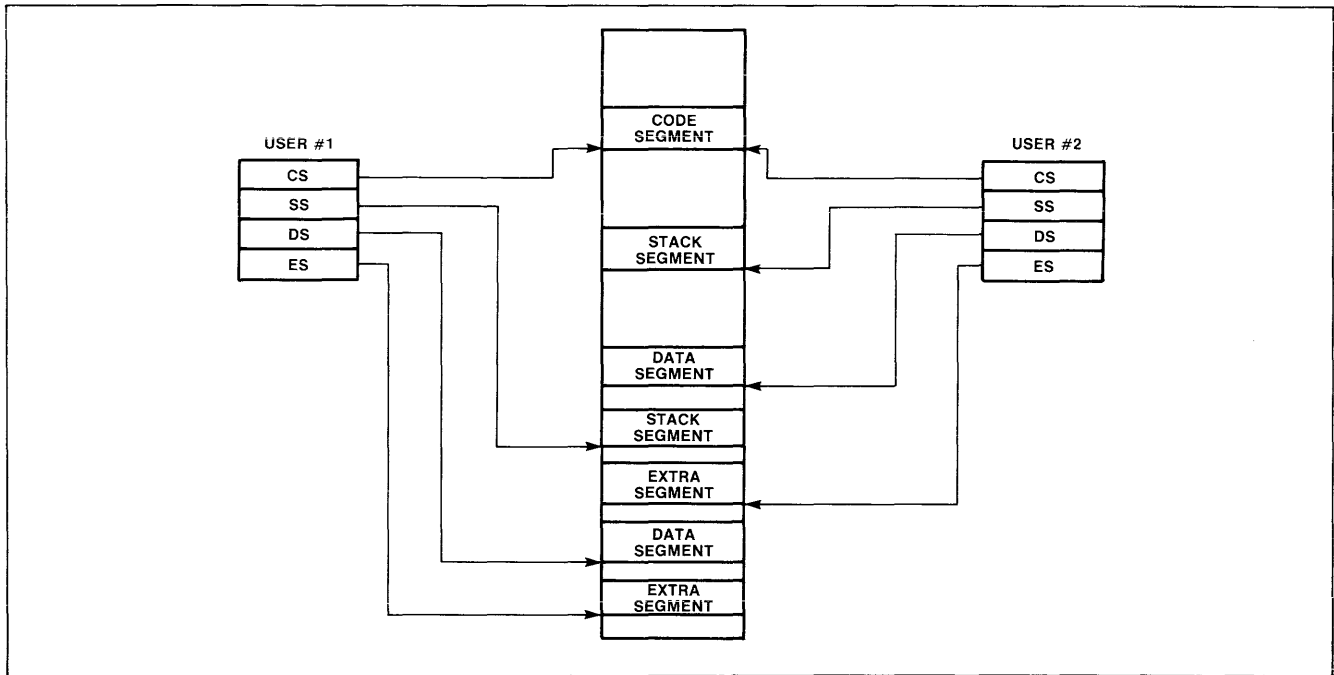 USER #1
CS
SS
DS
ES
CODE
SEGMENT
STACK
SEGMENT
DATA
SEGMENT
STACK
SEGMENT
EXTRA
SEGMENT
DATA
SEGMENT
EXTRA
SEGMENT
USER #2
CS
SS
DS
ES